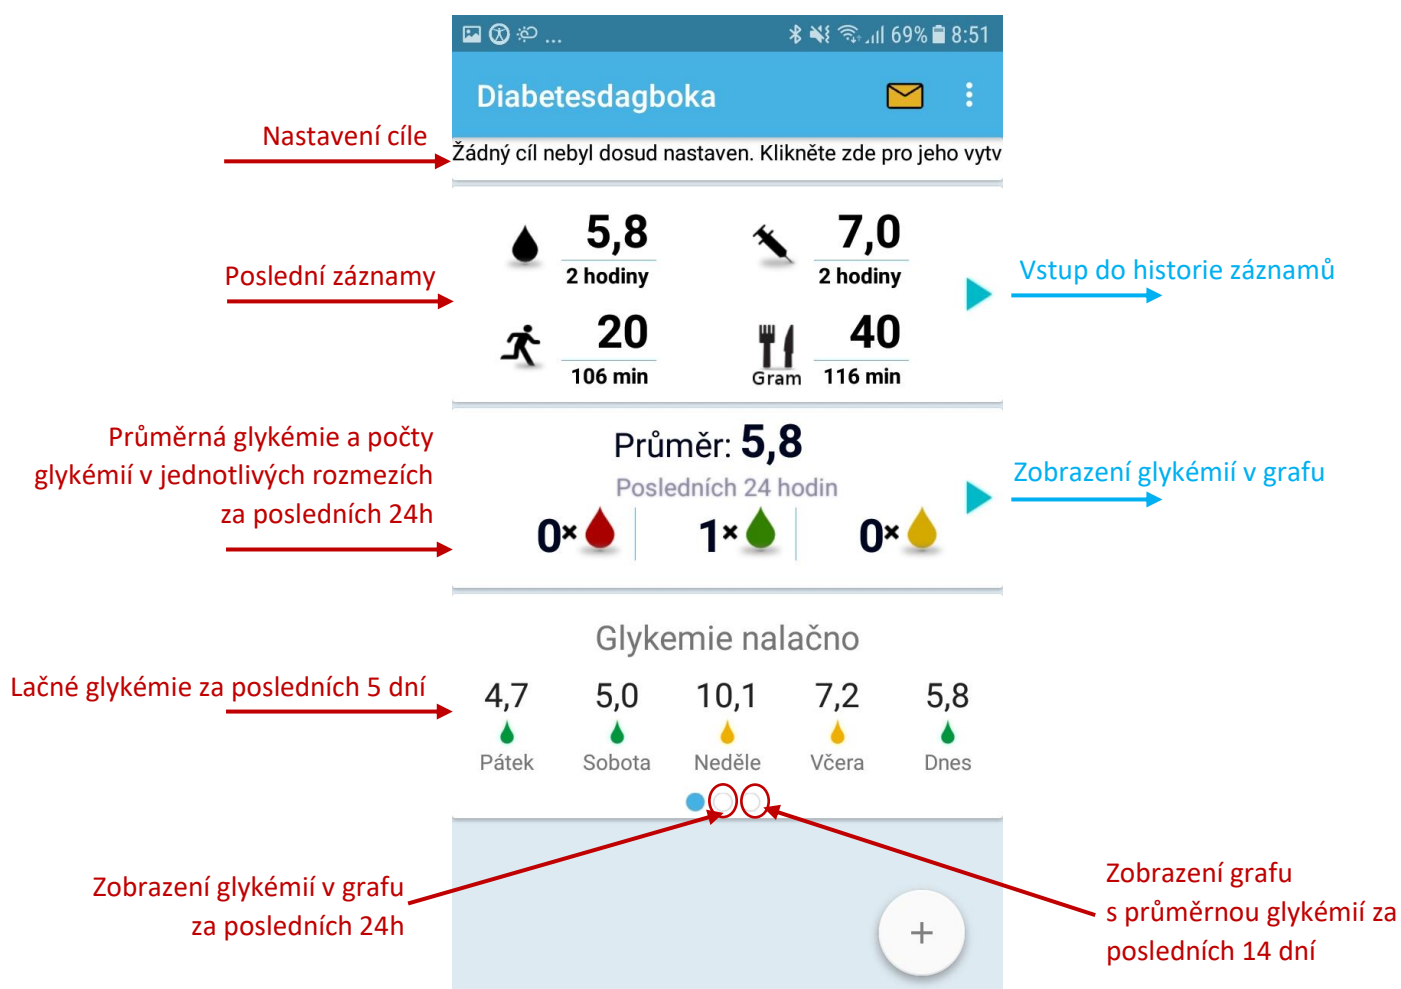 ... 69% 8:51
Diabetesdagboka
Nastavení cíle
Žádný cíl nebyl dosud nastaven. Klikněte zde pro jeho vytv
5,8 7,0
2 hodiny 2 hodiny
Poslední záznamy
Vstup do historie záznamů
20 40
106 min Gram 116 min
Průměrná glykémie a počty
glykémií v jednotlivých rozmezích
za posledních 24h
Průměr: 5,8
Posledních 24 hodin
0× 1× 0×
Zobrazení glykémií v grafu
Glykemie nalačno
Lačné glykémie za posledních 5 dní
4,7 5,0 10,1 7,2 5,8
Pátek Sobota Neděle Včera Dnes
Zobrazení glykémií v grafu
za posledních 24h
Zobrazení grafu
s průměrnou glykémií za
posledních 14 dní
+